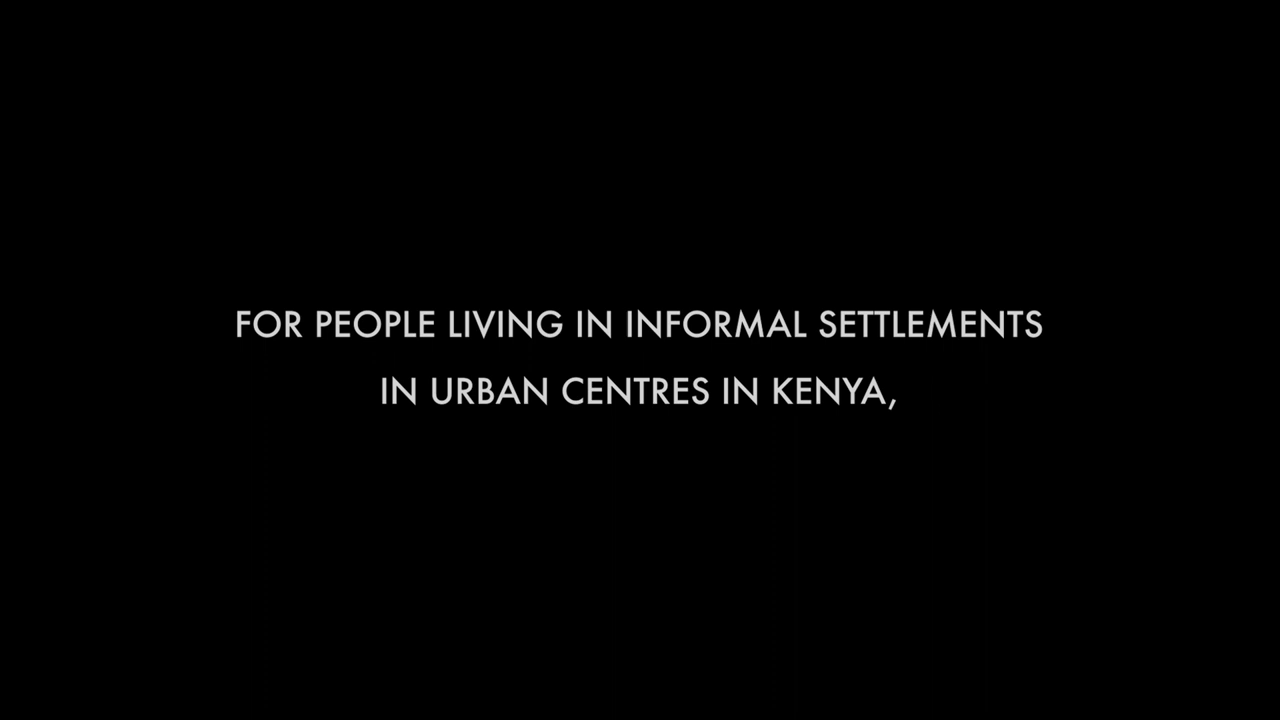 FOR PEOPLE LIVING IN INFORMAL SETTLEMENTS
IN URBAN CENTRES IN KENYA,